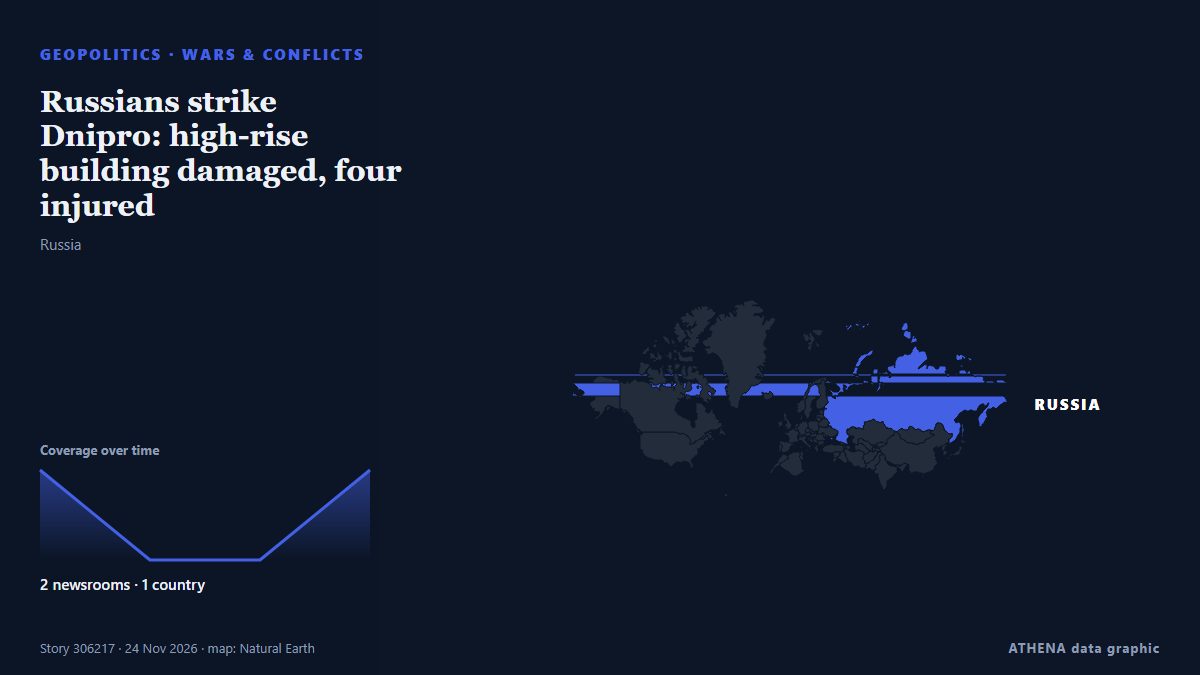 GEOPOLITICS · WARS & CONFLICTS
Russians strike
Dnipro: high-rise
building damaged, four
injured
Russia
RUSSIA
Coverage over time
2 newsrooms · 1 country
Story 306217 · 24 Nov 2026 · map: Natural Earth
ATHENA data graphic